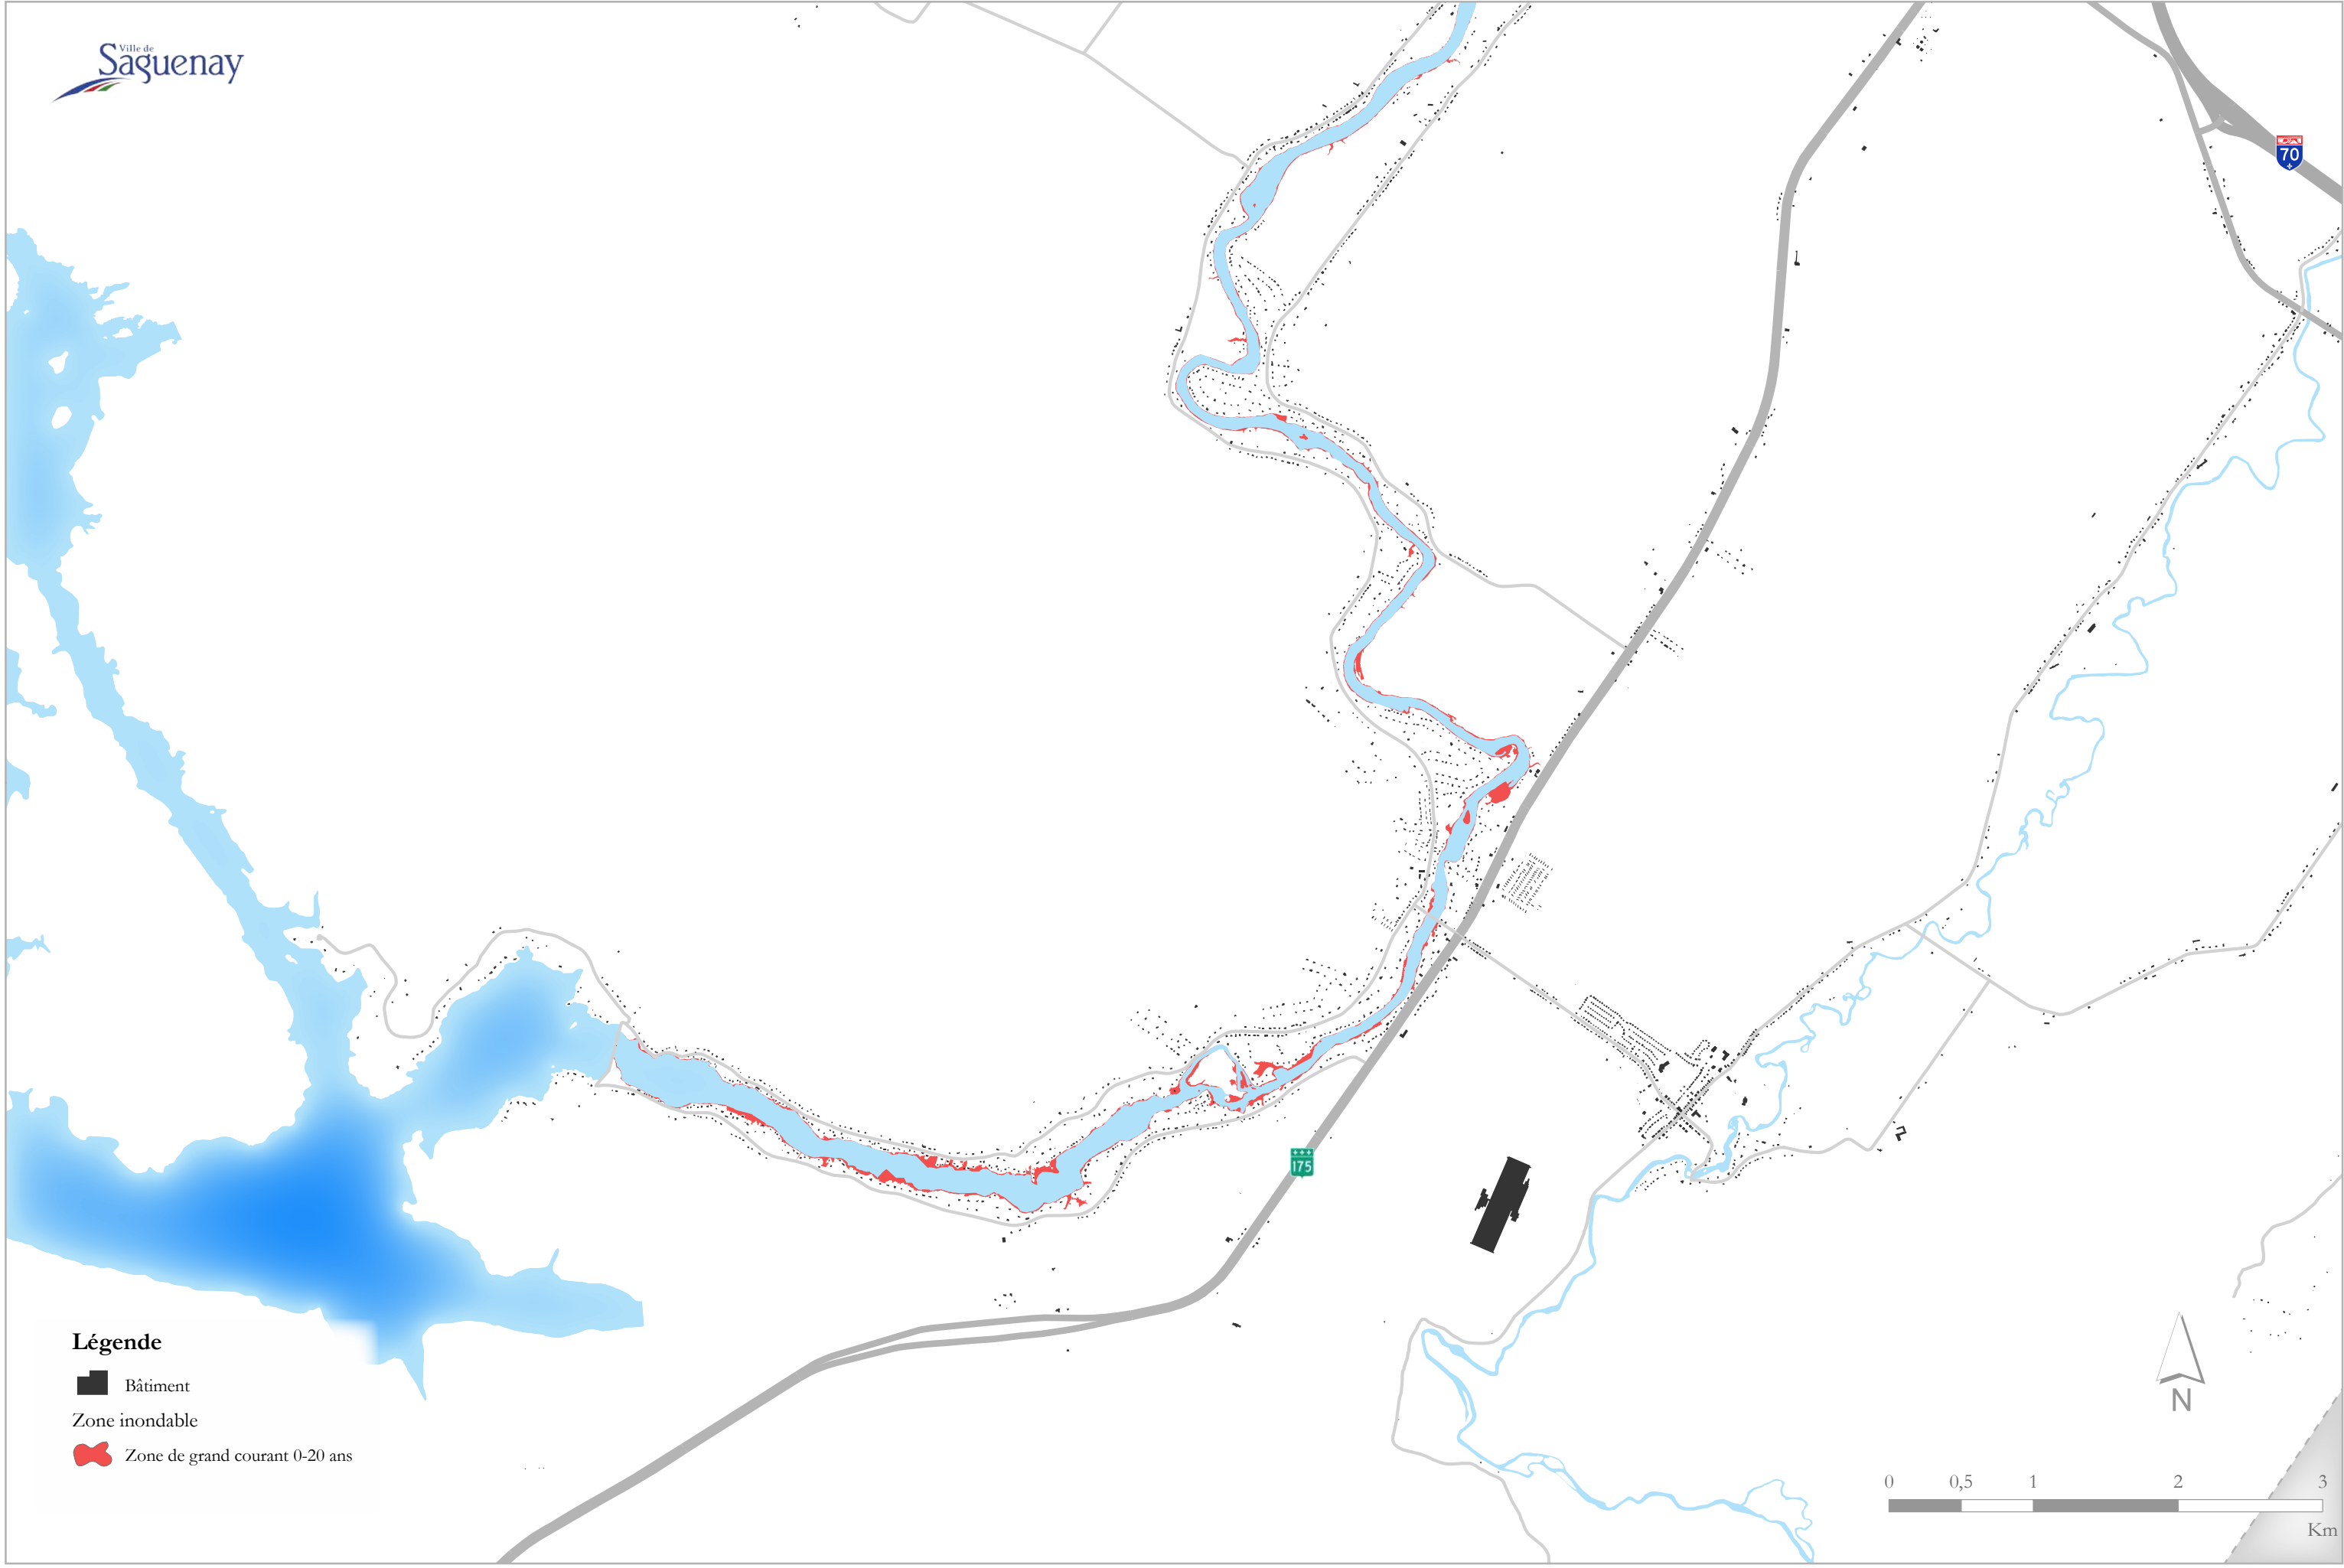 Ville de
Saguenay
70
175
Légende
Bâtiment
Zone inondable
Zone de grand courant 0-20 ans
N
0 0,5 1 2 3
Km